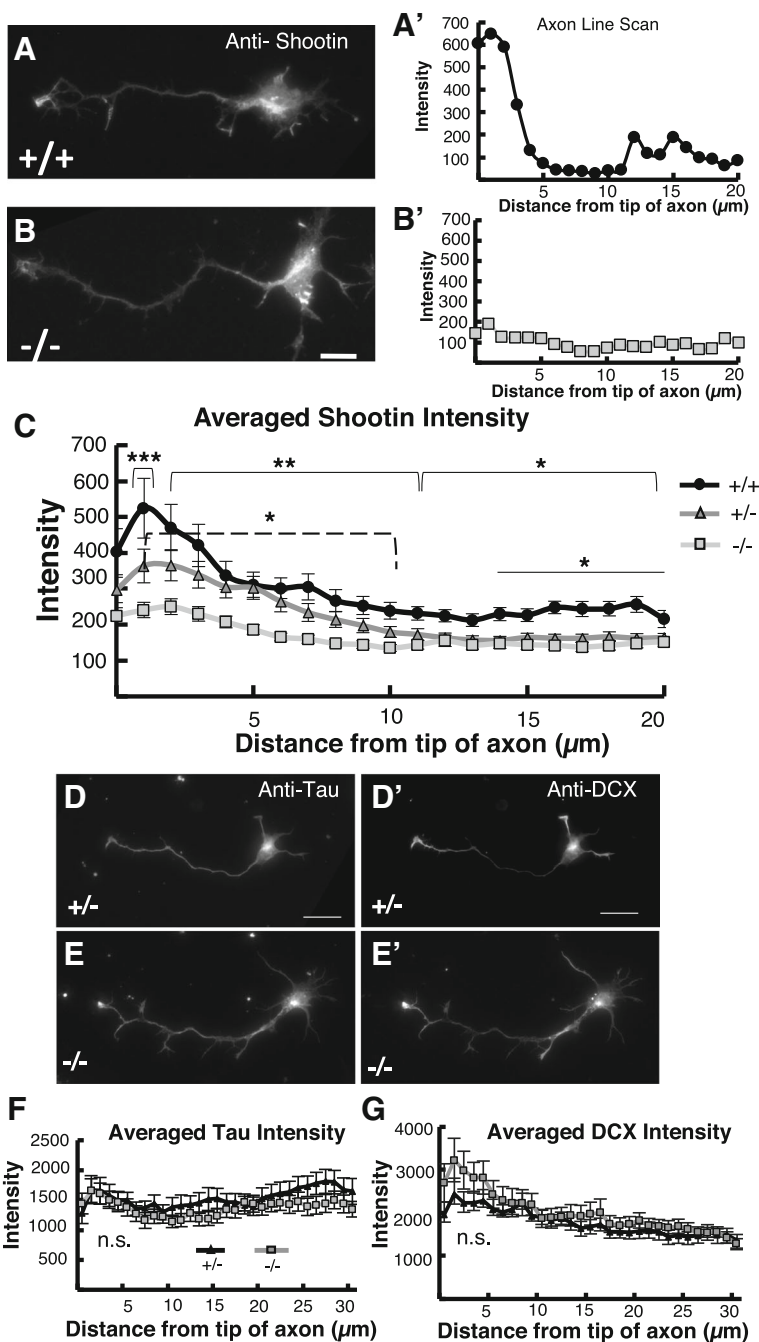 A
Anti- Shootin
+/+
A'
Axon Line Scan
Intensity
700
600
500
400
300
200
100
5
10
15
20
Distance from tip of axon (µm)
B
-/-
B'
Intensity
700
600
500
400
300
200
100
5
10
15
20
Distance from tip of axon (µm)
C
Averaged Shootin Intensity
Intensity
700
600
500
400
300
200
100
***
**
*
*
*
+/+
+/-
-/-
5
10
15
20
Distance from tip of axon (µm)
D
Anti-Tau
+/-
D'
Anti-DCX
+/-
E
-/-
E'
-/-
F
Averaged Tau Intensity
Intensity
2500
2000
1500
1000
500
n.s.
+/-
-/-
5
10
15
20
25
30
Distance from tip of axon (µm)
G
Averaged DCX Intensity
Intensity
4000
3000
2000
1000
n.s.
5
10
15
20
25
30
Distance from tip of axon (µm)